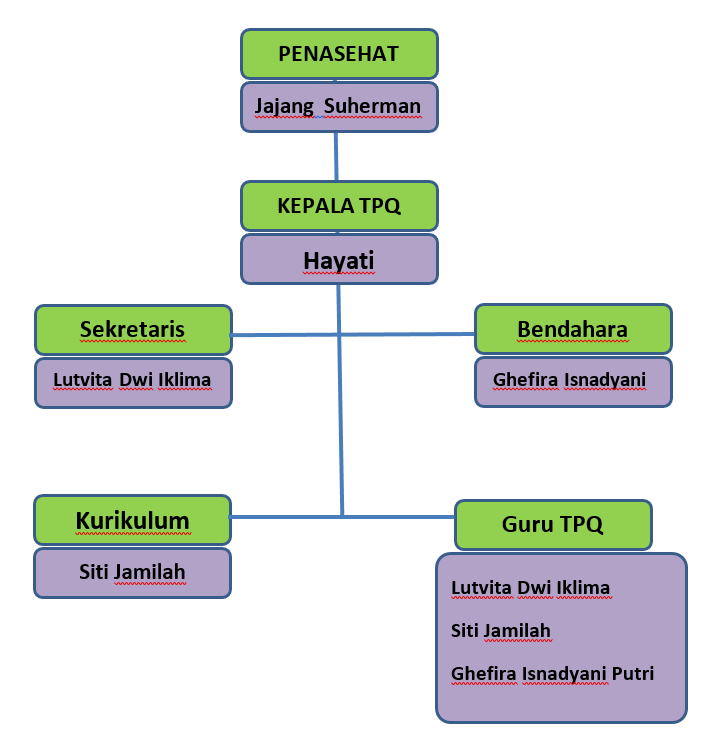 PENASEHAT
Jajang Suherman
KEPALA TPQ
Hayati
Sekretaris
Lutvita Dwi Iklima
Bendahara
Ghefira Isnadyani
Kurikulum
Siti Jamilah
Guru TPQ
Lutvita Dwi Iklima
Siti Jamilah
Ghefira Isnadyani Putri